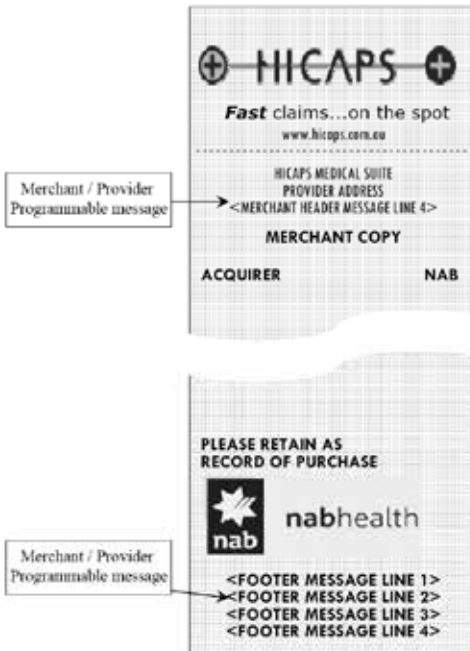 HICAPS
Fast claims...on the spot
www.hicaps.com.au
HICAPS MEDICAL SUITE
PROVIDER ADDRESS
Merchant / Provider
Programmable message
<MERCHANT HEADER MESSAGE LINE 4>
MERCHANT COPY
ACQUIRER NAB
PLEASE RETAIN AS
RECORD OF PURCHASE
nab
nabhealth
Merchant / Provider
Programmable message
<FOOTER MESSAGE LINE 1>
<FOOTER MESSAGE LINE 2>
<FOOTER MESSAGE LINE 3>
<FOOTER MESSAGE LINE 4>